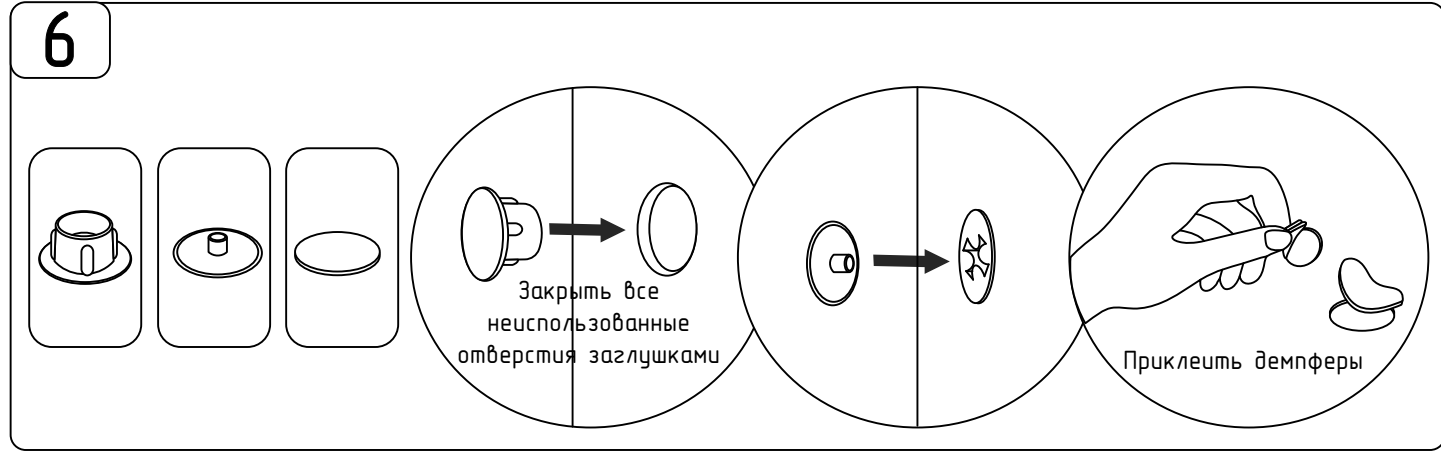 6
Закрыть все
неиспользованные
отверстия заглушками
Приклеить демпферы